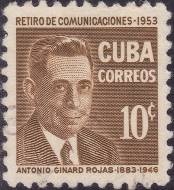 RETIRO DE COMUNICACIONES-1953
CUBA
CORREOS
10¢
ANTONIO GINARD ROJAS-1883-1946